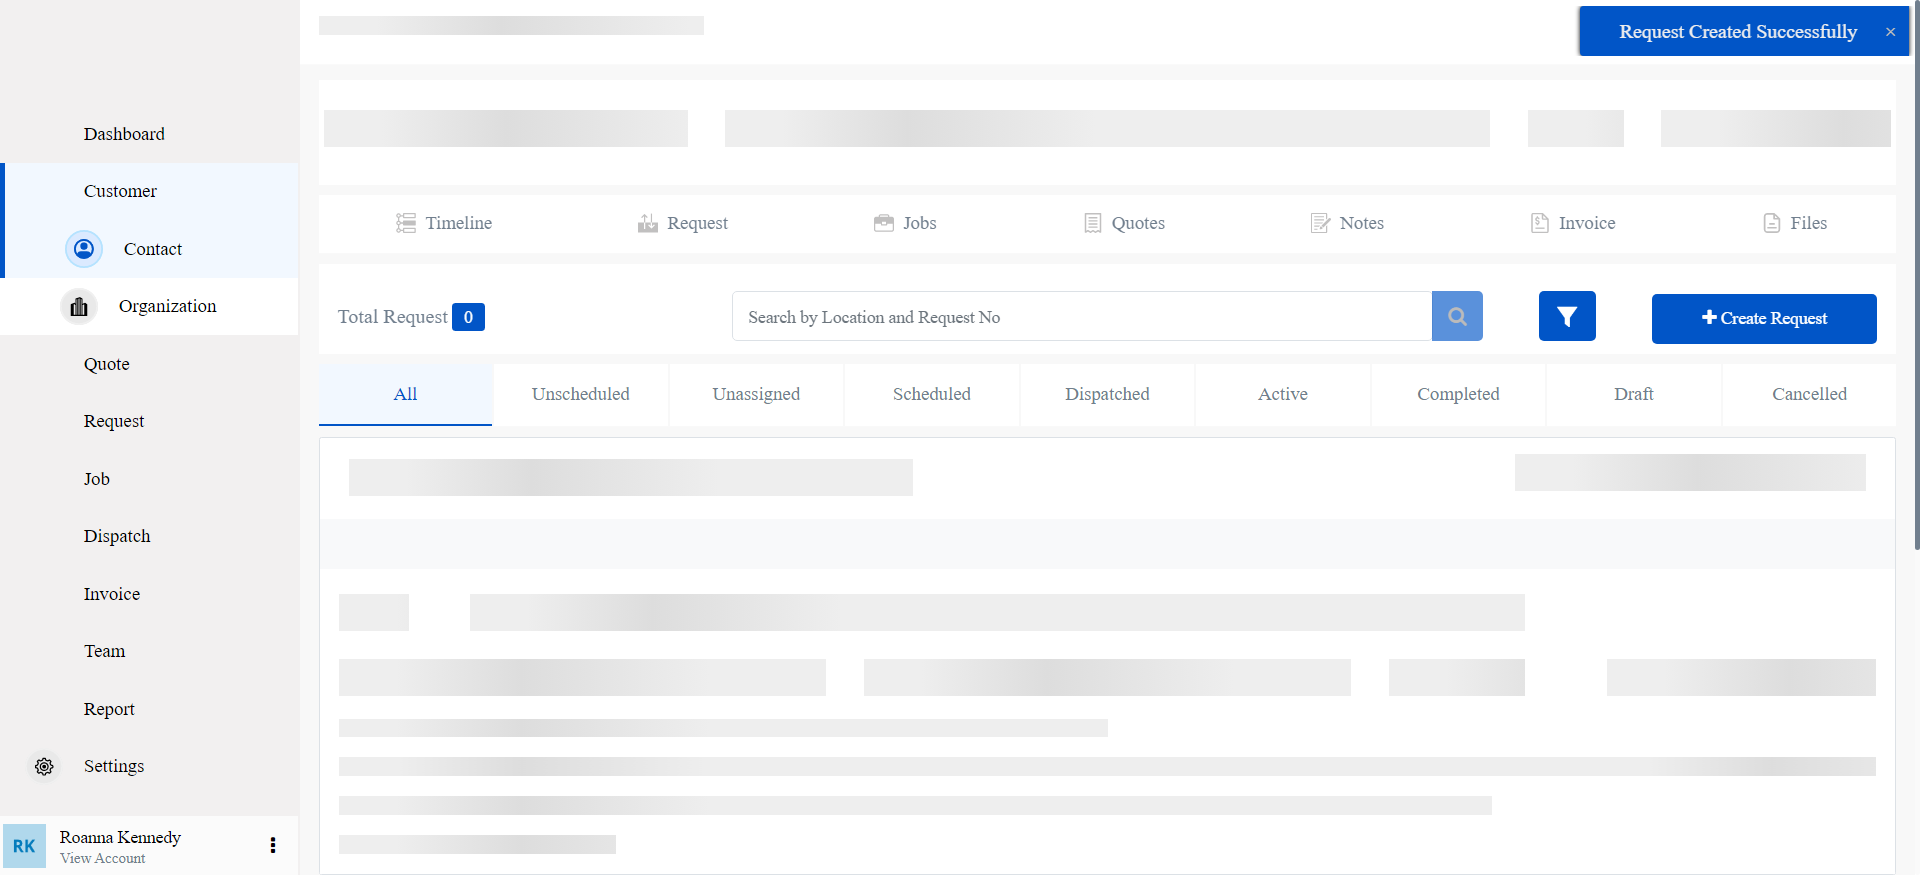 Request Created Successfully ×
Dashboard
Customer
Contact
Organization
Quote
Request
Job
Dispatch
Invoice
Team
Report
Settings
RK
Roanna Kennedy
View Account
Timeline
Request
Jobs
Quotes
Notes
Invoice
Files
Total Request 0
Search by Location and Request No
Create Request
All
Unscheduled
Unassigned
Scheduled
Dispatched
Active
Completed
Draft
Cancelled